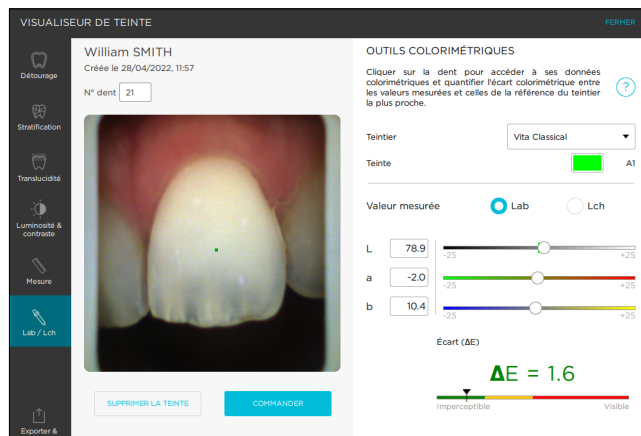 VISUALISEUR DE TEINTE
FERMER
Détourage
Stratification
Translucidité
Luminosité &
contraste
Mesure
Lab / Lch
Exporter &
William SMITH
Créée le 28/04/2022, 11:57
N° dent 21
SUPPRIMER LA TEINTE
COMMANDER
OUTILS COLORIMÉTRIQUES
Cliquer sur la dent pour accéder à ses données
colorimétriques et quantifier l'écart colorimétrique entre
les valeurs mesurées et celles de la référence du teintier
la plus proche.
?
Teintier Vita Classical
Teinte A1
Valeur mesurée Lab Lch
L 78.9
-25 +25
a -2.0
-25 +25
b 10.4
-25 +25
Écart (ΔE)
ΔE = 1.6
Imperceptible Visible